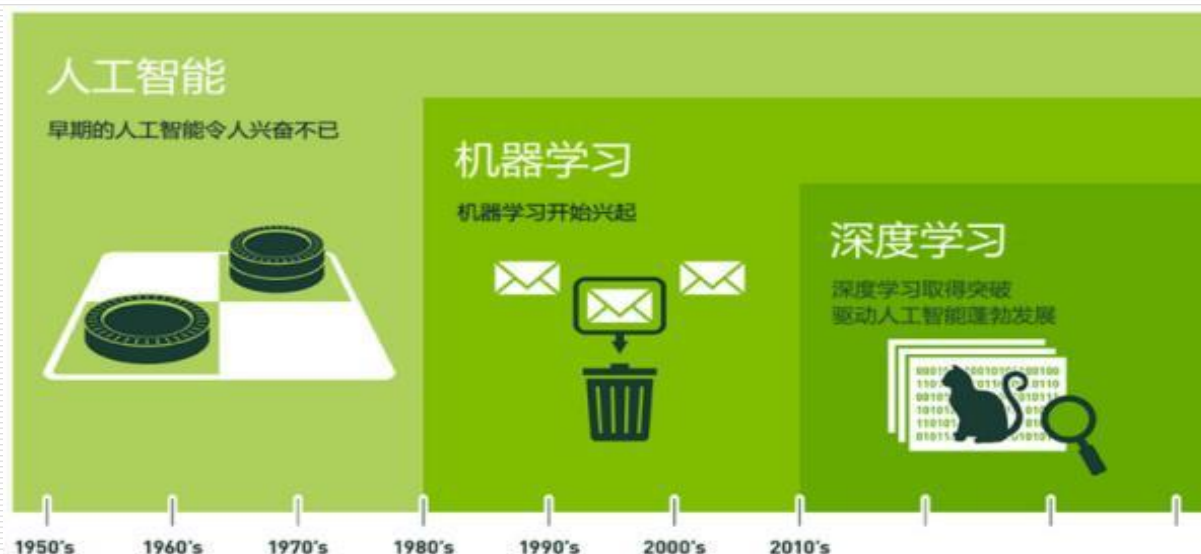 人工智能
早期的人工智能令人兴奋不已
机器学习
机器学习开始兴起
深度学习
深度学习取得突破
驱动人工智能蓬勃发展
1950's 1960's 1970's 1980's 1990's 2000's 2010's